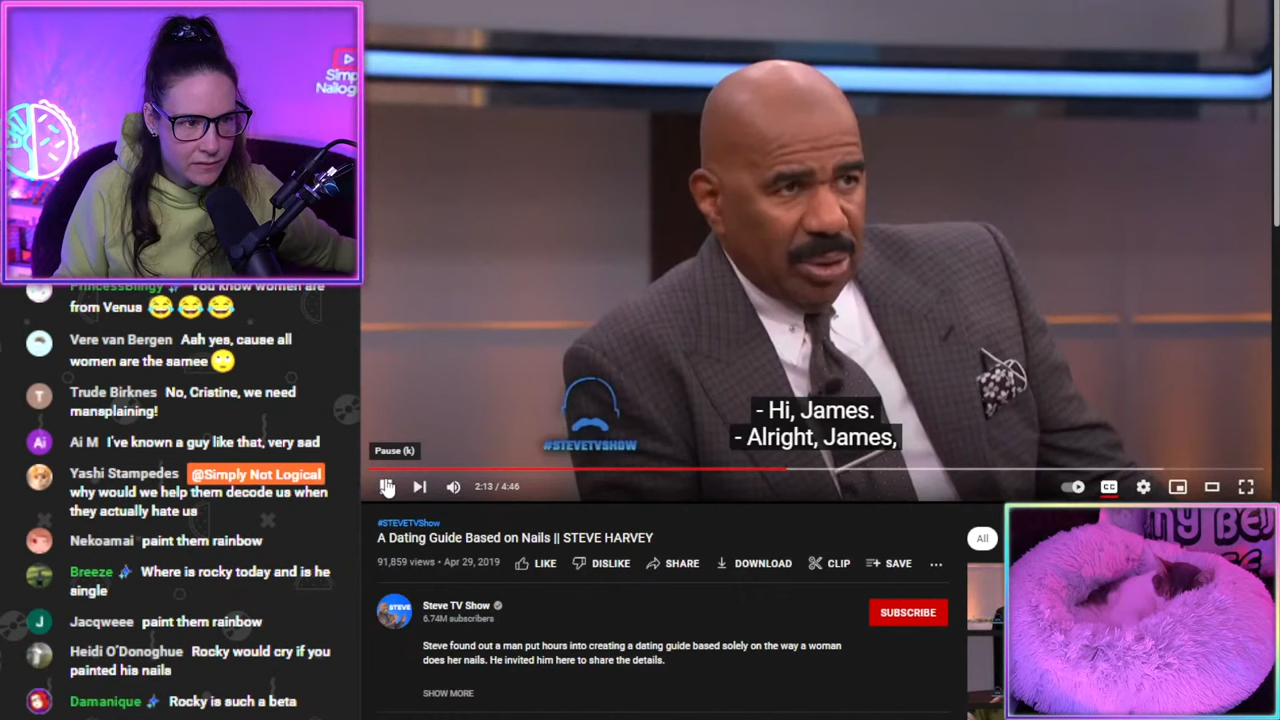 Simply
Nailogi
PrincessBlingy You know women are
from Venus 😂 😂 😂
Vere van Bergen Aah yes, cause all
women are the samee 🙄
T Trude Birknes No, Cristine, we need
mansplaining!
Ai Ai M I've known a guy like that, very sad
Yashi Stampedes @Simply Not Logical
why would we help them decode us when
they actually hate us
Nekoamai paint them rainbow
Breeze Where is rocky today and is he
single
J Jacqweee paint them rainbow
Heidi O'Donoghue Rocky would cry if you
painted his nails
Damanique Rocky is such a beta
#STEVETVSHOW
- Hi, James.
- Alright, James,
Pause (k)
2:13 / 4:46
CC
#STEVETVShow
A Dating Guide Based on Nails || STEVE HARVEY
91,859 views • Apr 29, 2019
LIKE
DISLIKE
SHARE
DOWNLOAD
CLIP
SAVE
All
STEVE
Steve TV Show
6.74M subscribers
SUBSCRIBE
Steve found out a man put hours into creating a dating guide based solely on the way a woman
does her nails. He invited him here to share the details.
SHOW MORE